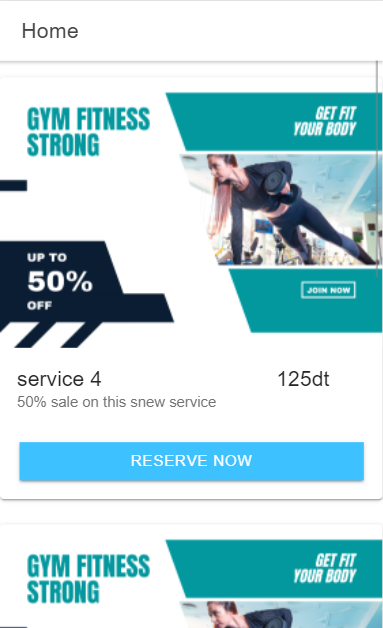 Home
GYM FITNESS
STRONG
GET FIT
YOUR BODY
UP TO
50%
OFF
JOIN NOW
service 4
125dt
50% sale on this snew service
RESERVE NOW
GYM FITNESS
STRONG
GET FIT
YOUR BODY